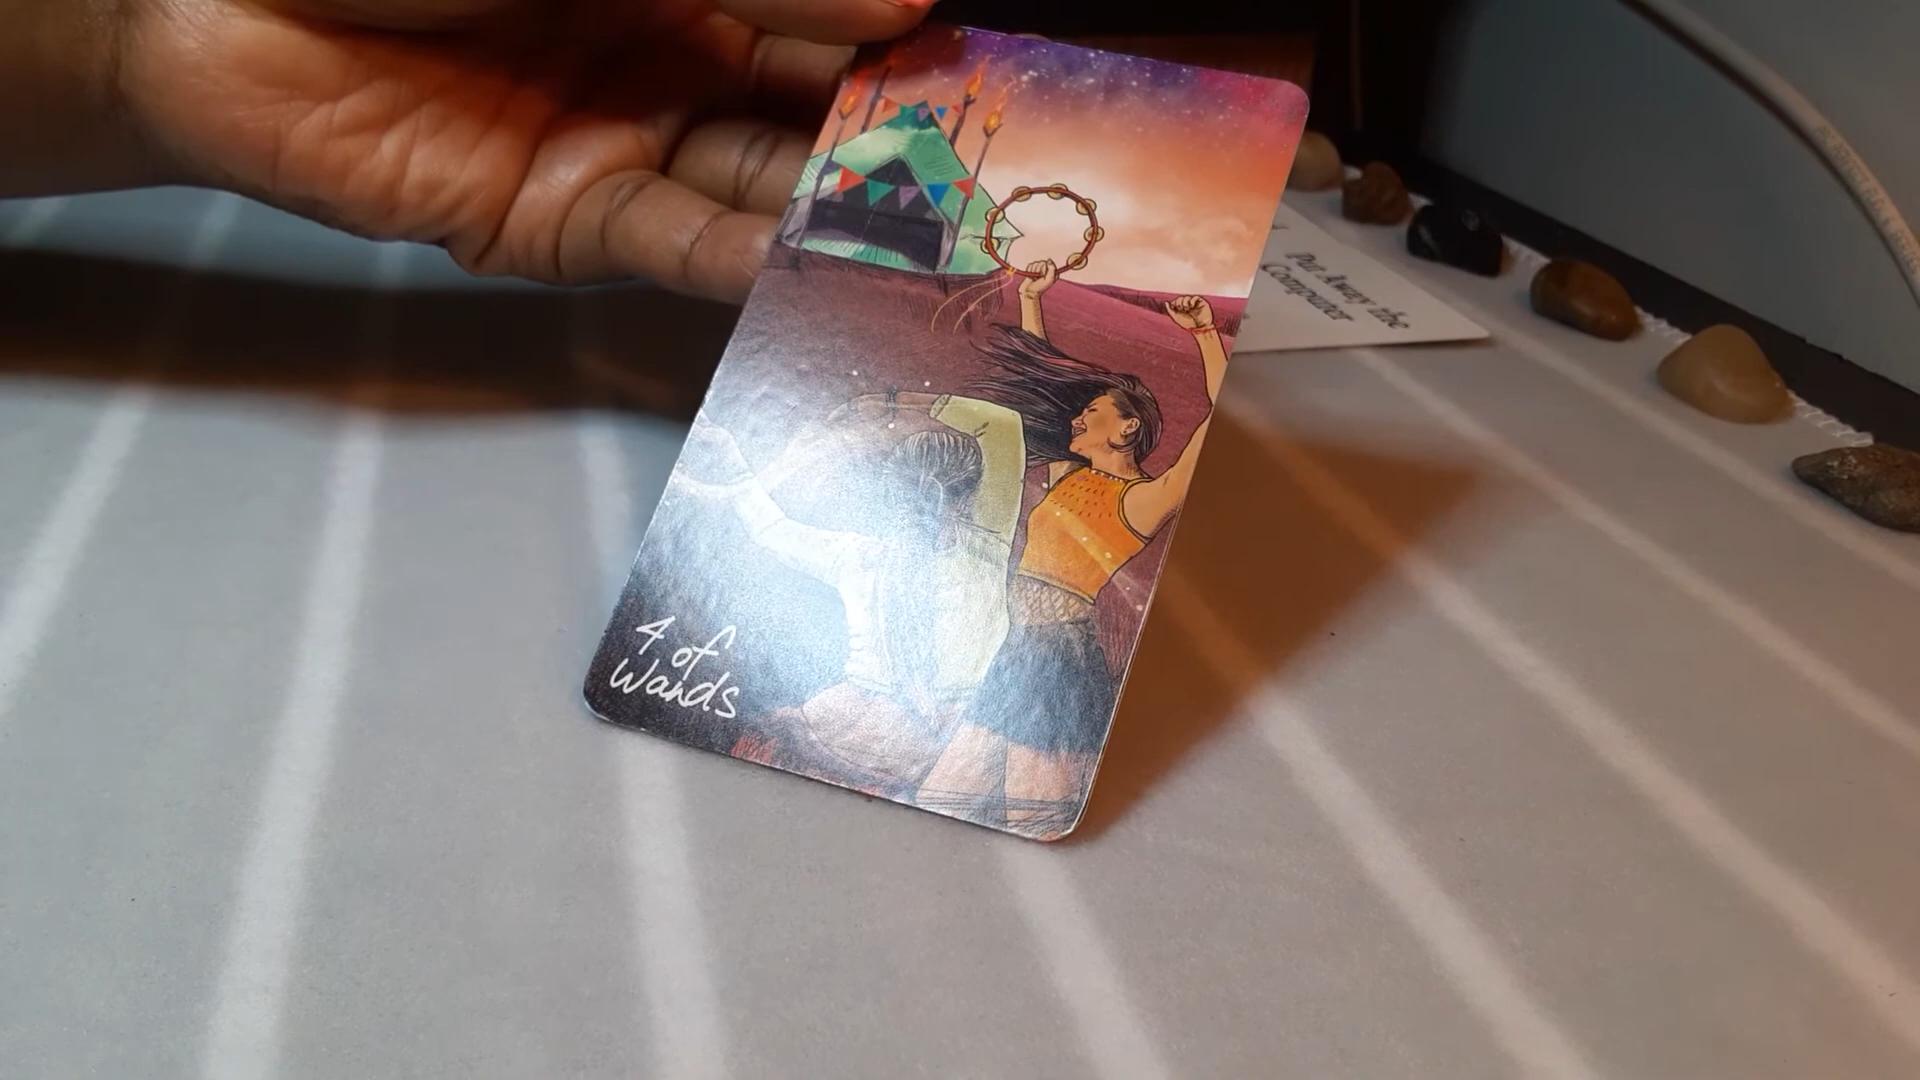 4 of
Wands
Put Away the
Computer